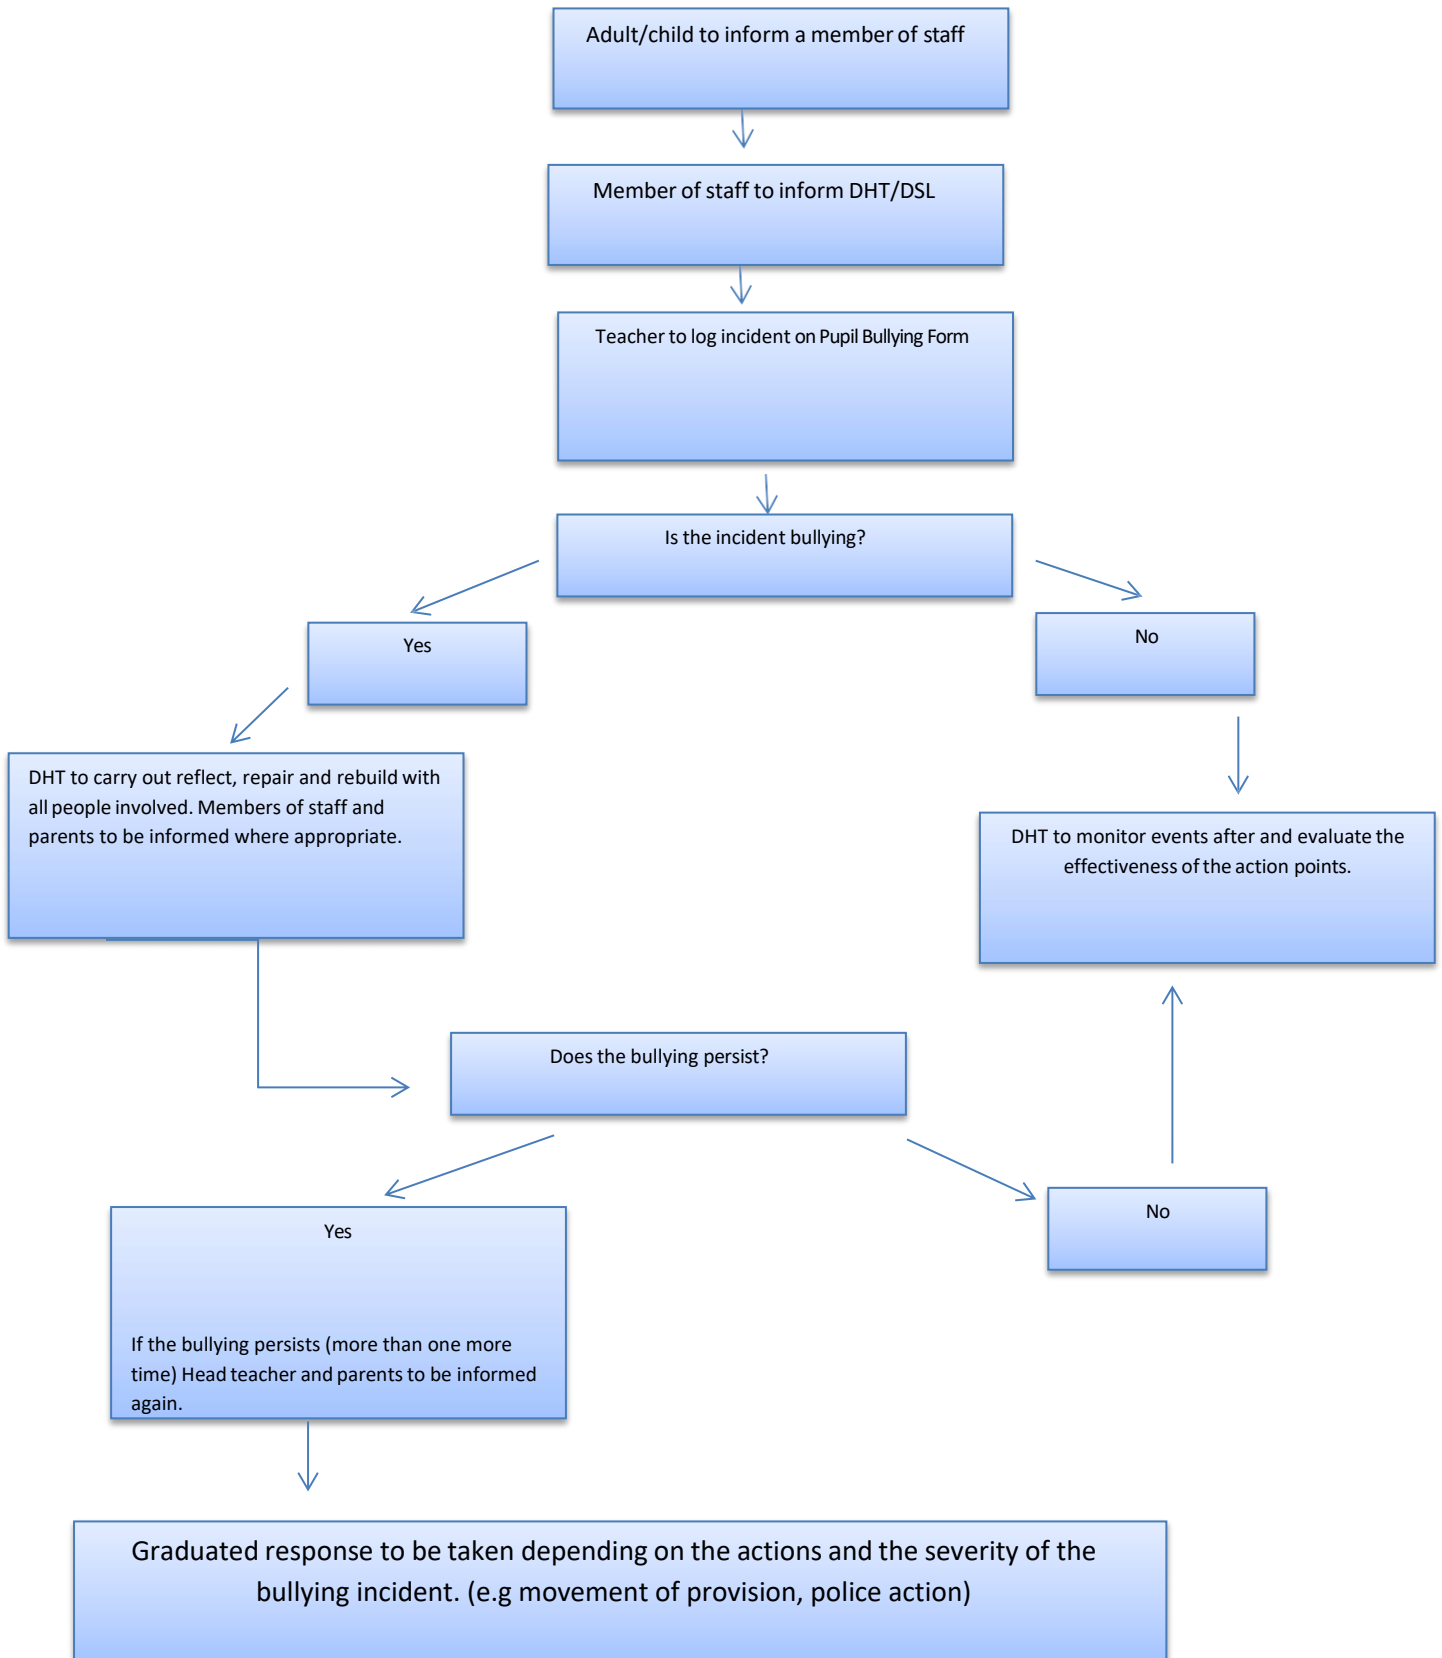 Adult/child to inform a member of staff
Member of staff to inform DHT/DSL
Teacher to log incident on Pupil Bullying Form
Is the incident bullying?
Yes
No
DHT to carry out reflect, repair and rebuild with
all people involved. Members of staff and
parents to be informed where appropriate.
DHT to monitor events after and evaluate the
effectiveness of the action points.
Does the bullying persist?
Yes
If the bullying persists (more than one more
time) Head teacher and parents to be informed
again.
No
Graduated response to be taken depending on the actions and the severity of the
bullying incident. (e.g movement of provision, police action)